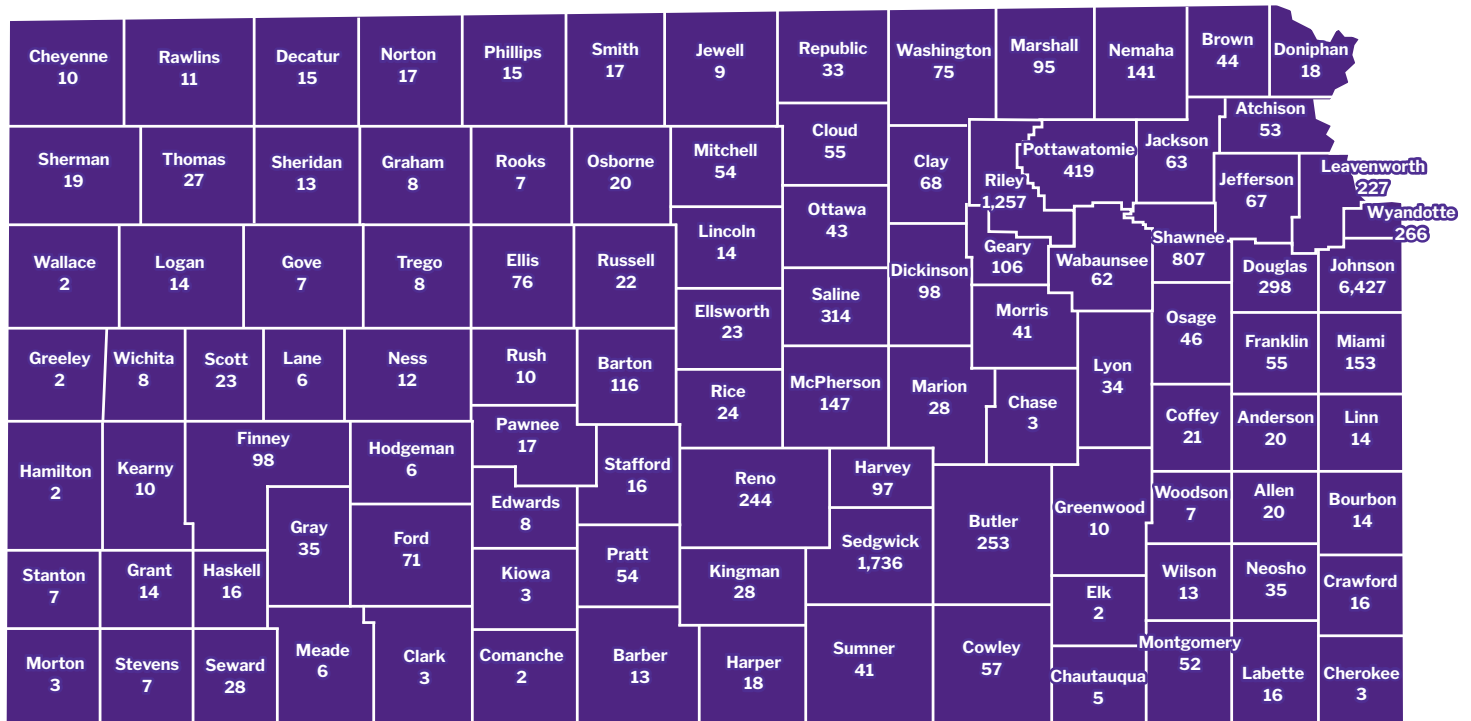 Cheyenne
10
Rawlins
11
Decatur
15
Norton
17
Phillips
15
Smith
17
Jewell
9
Republic
33
Washington
75
Marshall
95
Nemaha
141
Brown
44
Doniphan
18
Sherman
19
Thomas
27
Sheridan
13
Graham
8
Rooks
7
Osborne
20
Mitchell
54
Cloud
55
Clay
68
Riley
1,257
Pottawatomie
419
Jackson
63
Atchison
53
Jefferson
67
Leavenworth
227
Wyandotte
266
Wallace
2
Logan
14
Gove
7
Trego
8
Ellis
76
Russell
22
Lincoln
14
Ottawa
43
Dickinson
98
Geary
106
Wabaunsee
62
Shawnee
807
Douglas
298
Johnson
6,427
Ellsworth
23
Saline
314
Morris
41
Osage
46
Franklin
55
Miami
153
Greeley
2
Wichita
8
Scott
23
Lane
6
Ness
12
Rush
10
Barton
116
Rice
24
McPherson
147
Marion
28
Chase
3
Lyon
34
Coffey
21
Anderson
20
Linn
14
Hamilton
2
Kearny
10
Finney
98
Hodgeman
6
Pawnee
17
Stafford
16
Reno
244
Harvey
97
Edwards
8
Gray
35
Ford
71
Sedgwick
1,736
Butler
253
Greenwood
10
Woodson
7
Allen
20
Bourbon
14
Stanton
7
Grant
14
Haskell
16
Kiowa
3
Pratt
54
Kingman
28
Elk
2
Wilson
13
Neosho
35
Crawford
16
Morton
3
Stevens
7
Seward
28
Meade
6
Clark
3
Comanche
2
Barber
13
Harper
18
Sumner
41
Cowley
57
Chautauqua
5
Montgomery
52
Labette
16
Cherokee
3